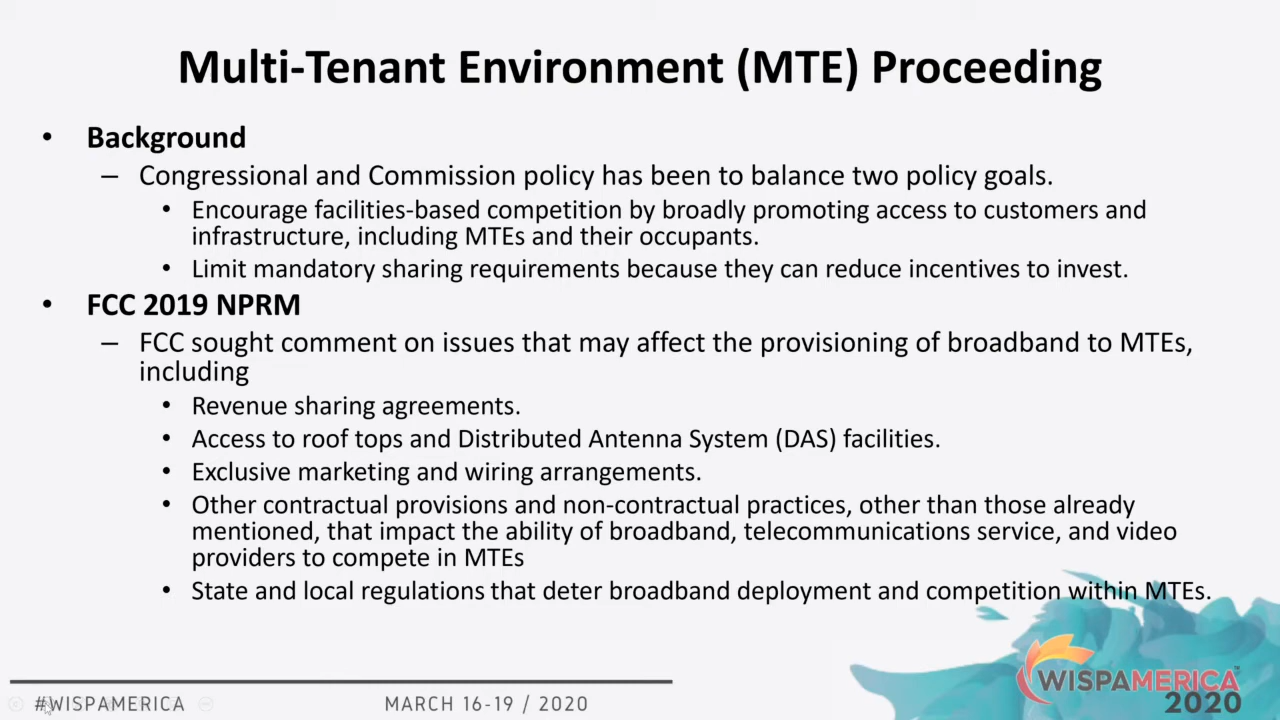 Multi-Tenant Environment (MTE) Proceeding
• Background
– Congressional and Commission policy has been to balance two policy goals.
• Encourage facilities-based competition by broadly promoting access to customers and
infrastructure, including MTEs and their occupants.
• Limit mandatory sharing requirements because they can reduce incentives to invest.
• FCC 2019 NPRM
– FCC sought comment on issues that may affect the provisioning of broadband to MTEs,
including
• Revenue sharing agreements.
• Access to roof tops and Distributed Antenna System (DAS) facilities.
• Exclusive marketing and wiring arrangements.
• Other contractual provisions and non-contractual practices, other than those already
mentioned, that impact the ability of broadband, telecommunications service, and video
providers to compete in MTEs
• State and local regulations that deter broadband deployment and competition within MTEs.
#WISPAMERICA
MARCH 16-19 / 2020
WISPAMERICA™
2020